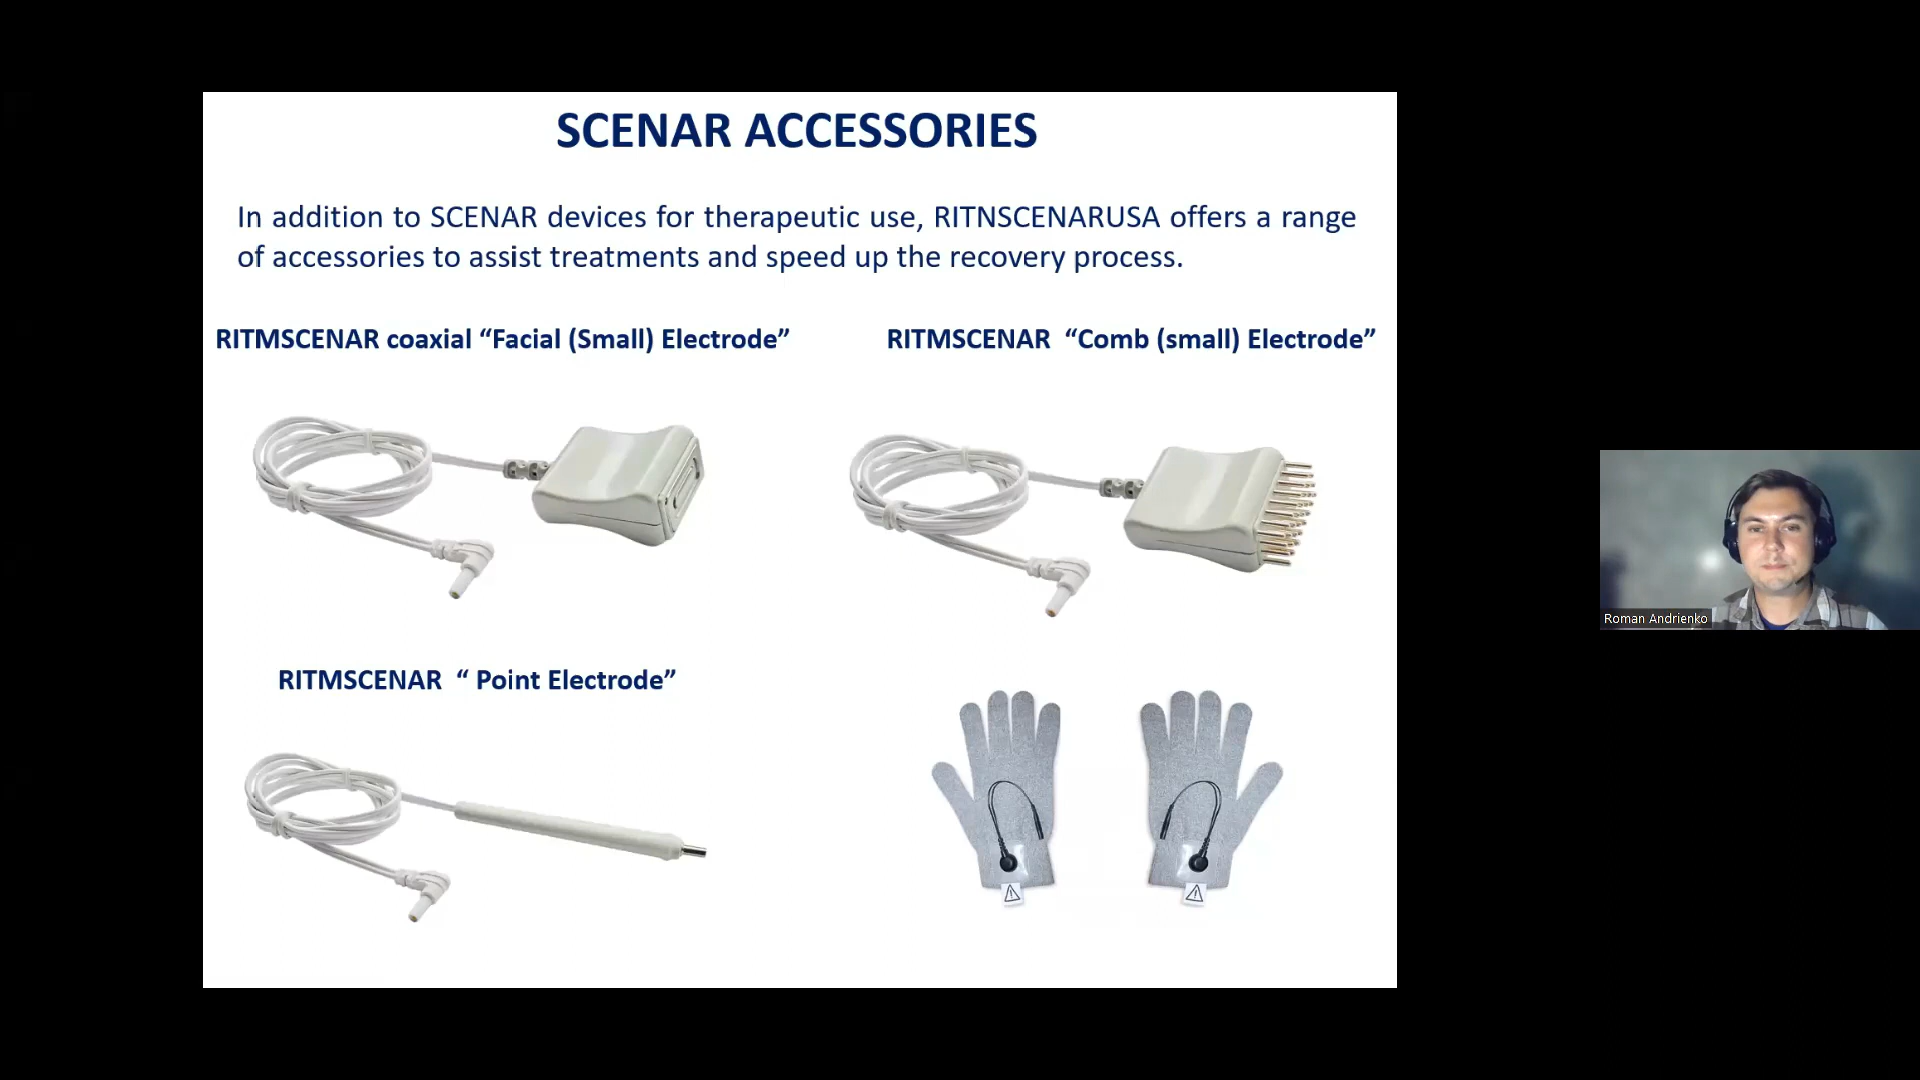 SCENAR ACCESSORIES
In addition to SCENAR devices for therapeutic use, RITNSCENARUSA offers a range
of accessories to assist treatments and speed up the recovery process.
RITMSCENAR coaxial “Facial (Small) Electrode”
RITMSCENAR “Comb (small) Electrode”
RITMSCENAR “ Point Electrode”
Roman Andrienko